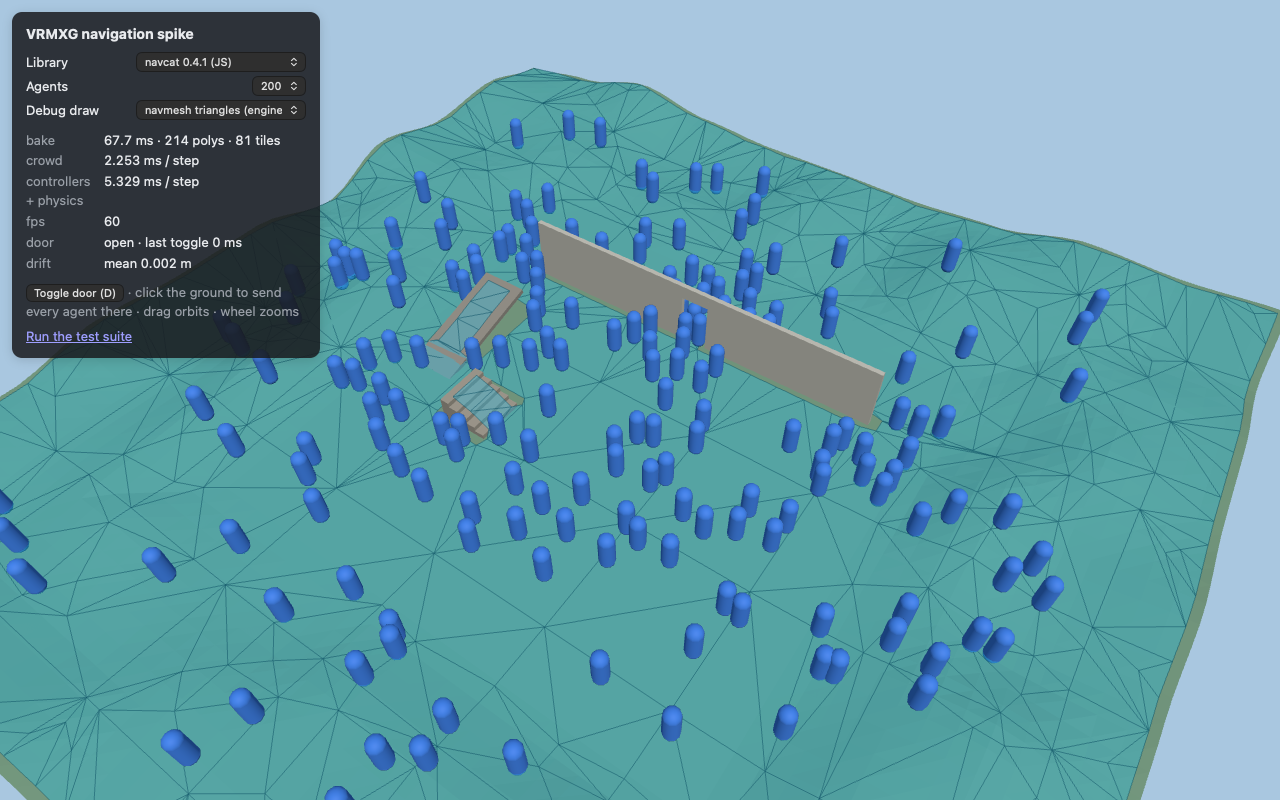 VRMXG navigation spike
Library navcat 0.4.1 (JS)
Agents 200
Debug draw navmesh triangles (engine
bake 67.7 ms · 214 polys · 81 tiles
crowd 2.253 ms / step
controllers 5.329 ms / step
+ physics
fps 60
door open · last toggle 0 ms
drift mean 0.002 m
Toggle door (D) · click the ground to send
every agent there · drag orbits · wheel zooms
Run the test suite